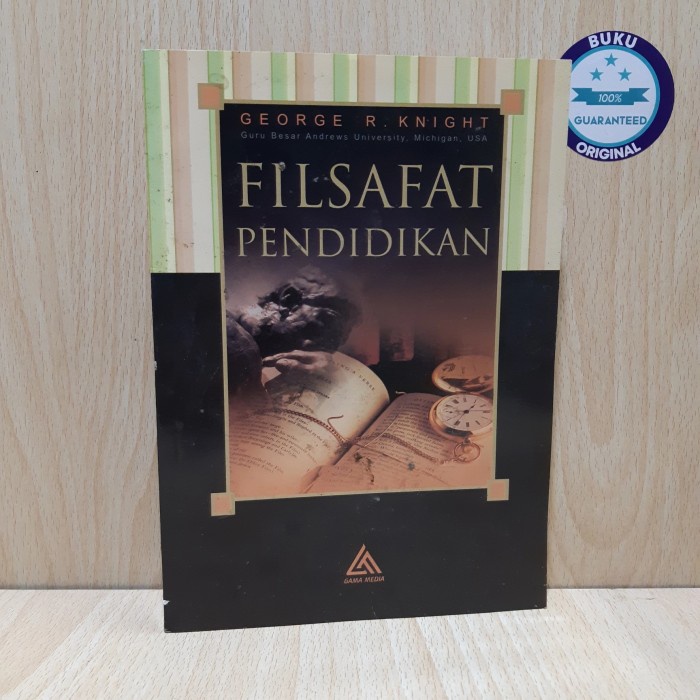 BUKU
100%
GUARANTEED
ORIGINAL
GEORGE R. KNIGHT
Guru Besar Andrews University, Michigan, USA
FILSAFAT
PENDIDIKAN
GAMA MEDIA